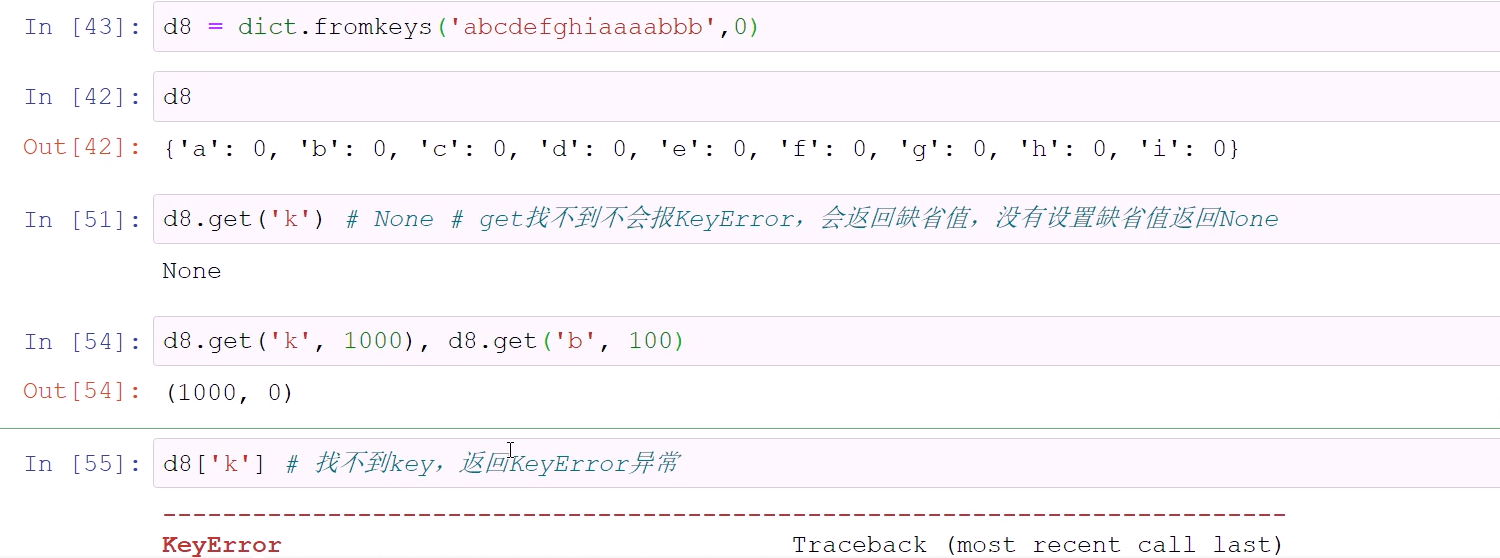 In [43]: d8 = dict.fromkeys('abcdefghiaaaabbb',0)
In [42]: d8
Out[42]: {'a': 0, 'b': 0, 'c': 0, 'd': 0, 'e': 0, 'f': 0, 'g': 0, 'h': 0, 'i': 0}
In [51]: d8.get('k') # None # get找不到不会报KeyError，会返回缺省值，没有设置缺省值返回None
None
In [54]: d8.get('k', 1000), d8.get('b', 100)
Out[54]: (1000, 0)
In [55]: d8['k'] # 找不到key，返回KeyError异常
---------------------------------------------------------------------------
KeyError Traceback (most recent call last)